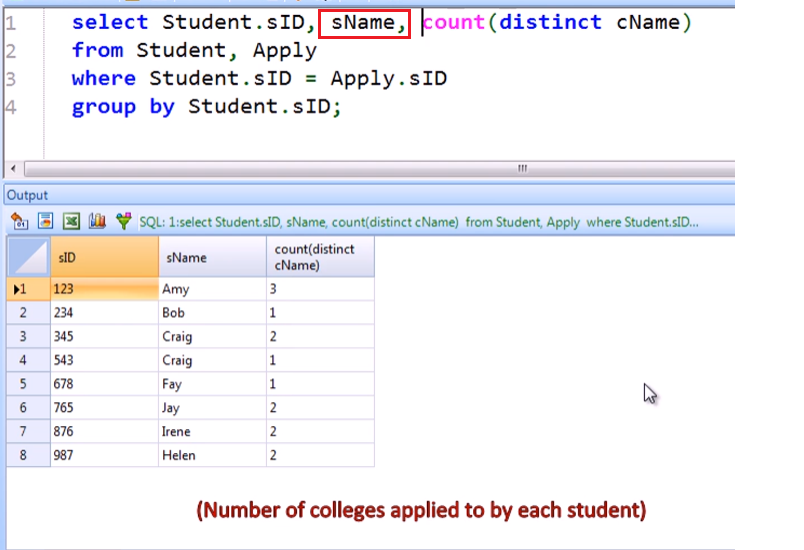 1 select Student.sID, sName, count(distinct cName)
2 from Student, Apply
3 where Student.sID = Apply.sID
4 group by Student.sID;
Output
SQL: 1:select Student.sID, sName, count(distinct cName) from Student, Apply where Student.sID...
sID sName count(distinct
cName)
1 123 Amy 3
2 234 Bob 1
3 345 Craig 2
4 543 Craig 1
5 678 Fay 1
6 765 Jay 2
7 876 Irene 2
8 987 Helen 2
(Number of colleges applied to by each student)